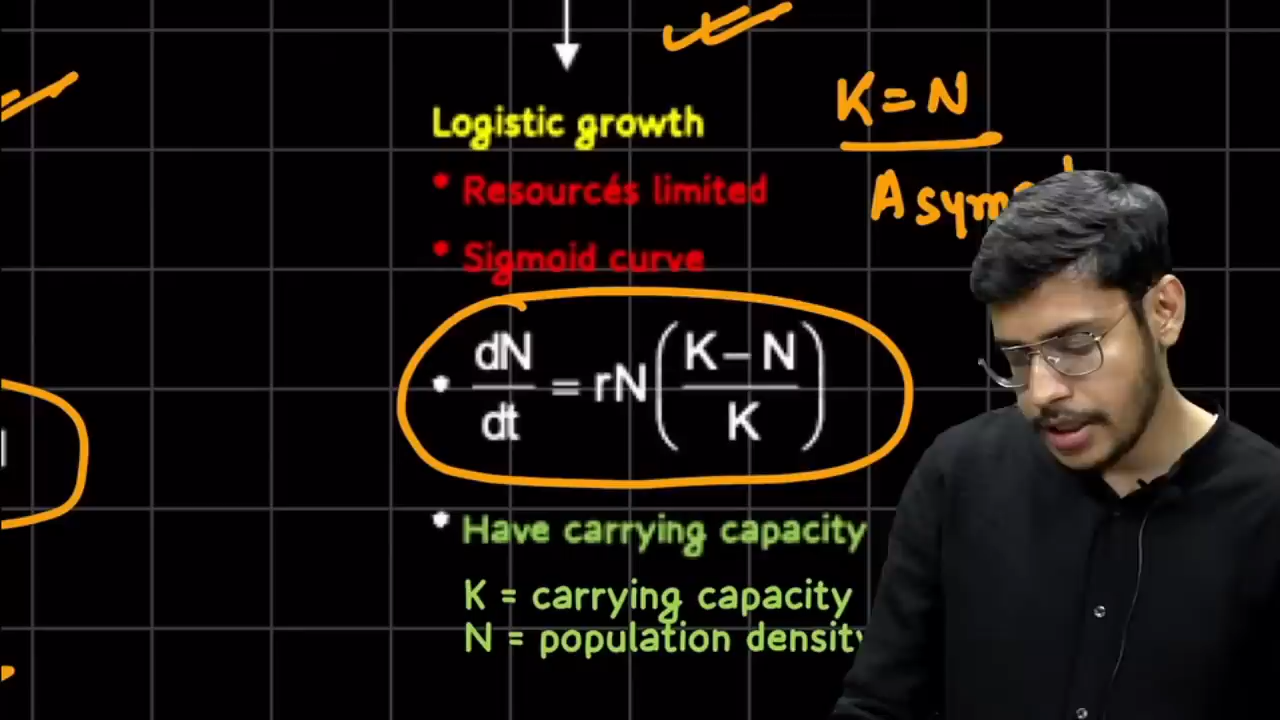 Logistic growth
K=N
• Resources limited
• Sigmoid curve
• dN/dt = rN((K–N)/K)
• Have carrying capacity
K = carrying capacity
N = population density